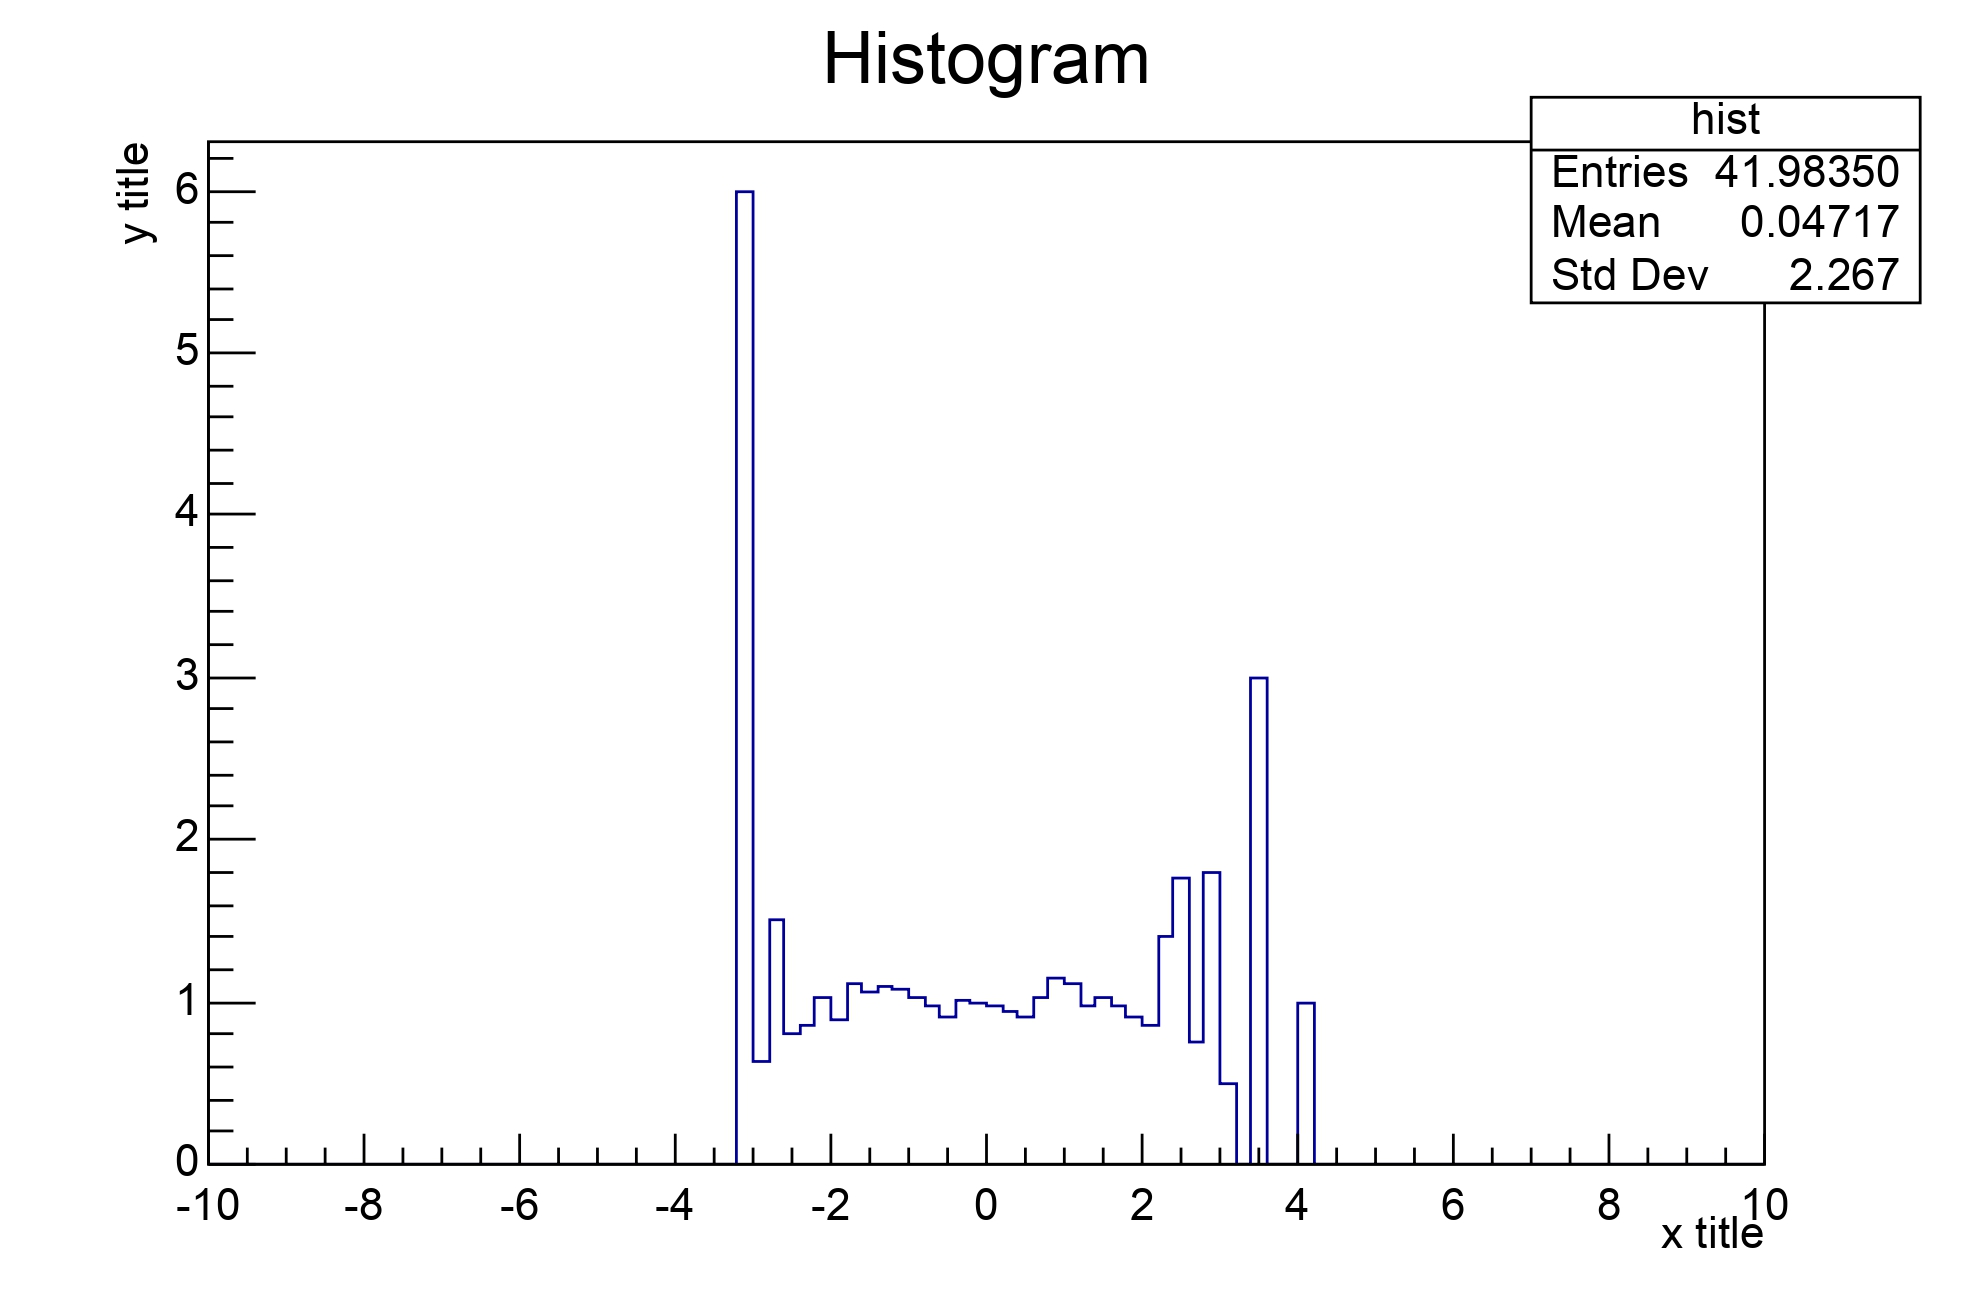 Histogram
hist
Entries 41.98350
Mean 0.04717
Std Dev 2.267
y title
6
5
4
3
2
1
0
-10 -8 -6 -4 -2 0 2 4 6 8 10
x title